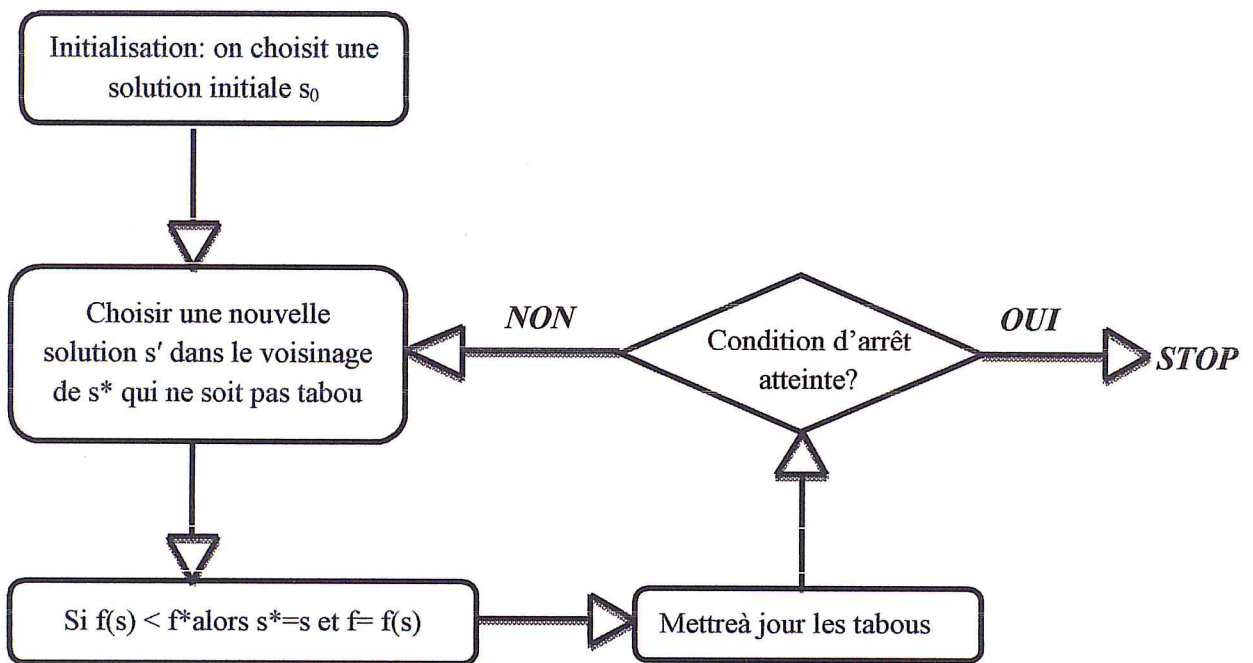 Initialisation: on choisit une
solution initiale s₀
Choisir une nouvelle
solution s' dans le voisinage
de s* qui ne soit pas tabou
Si f(s) < f*alors s*=s et f= f(s)
Mettreà jour les tabous
Condition d'arrêt
atteinte?
NON
OUI
STOP